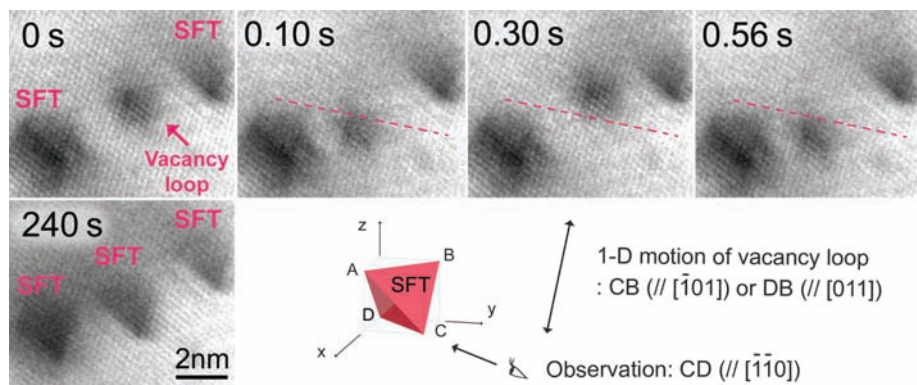 0 s
SFT
SFT
Vacancy
loop
0.10 s
0.30 s
0.56 s
240 s
SFT
SFT
SFT
2nm
z
A
B
SFT
D
C
y
x
1-D motion of vacancy loop
: CB (// [1̄01]) or DB (// [011])
Observation: CD (// [1̄1̄0])